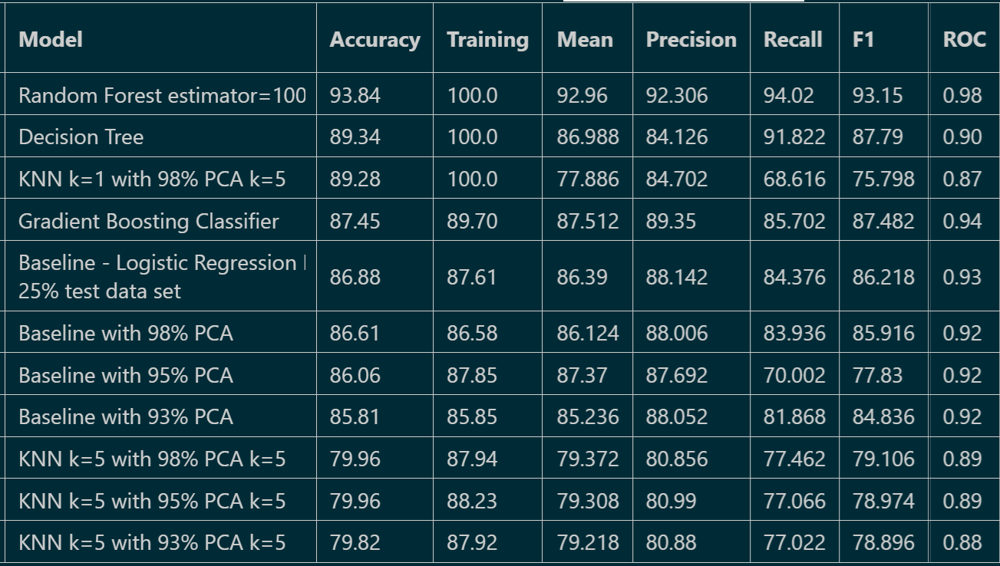 Model Accuracy Training Mean Precision Recall F1 ROC
Random Forest estimator=100 93.84 100.0 92.96 92.306 94.02 93.15 0.98
Decision Tree 89.34 100.0 86.988 84.126 91.822 87.79 0.90
KNN k=1 with 98% PCA k=5 89.28 100.0 77.886 84.702 68.616 75.798 0.87
Gradient Boosting Classifier 87.45 89.70 87.512 89.35 85.702 87.482 0.94
Baseline - Logistic Regression
25% test data set 86.88 87.61 86.39 88.142 84.376 86.218 0.93
Baseline with 98% PCA 86.61 86.58 86.124 88.006 83.936 85.916 0.92
Baseline with 95% PCA 86.06 87.85 87.37 87.692 70.002 77.83 0.92
Baseline with 93% PCA 85.81 85.85 85.236 88.052 81.868 84.836 0.92
KNN k=5 with 98% PCA k=5 79.96 87.94 79.372 80.856 77.462 79.106 0.89
KNN k=5 with 95% PCA k=5 79.96 88.23 79.308 80.99 77.066 78.974 0.89
KNN k=5 with 93% PCA k=5 79.82 87.92 79.218 80.88 77.022 78.896 0.88